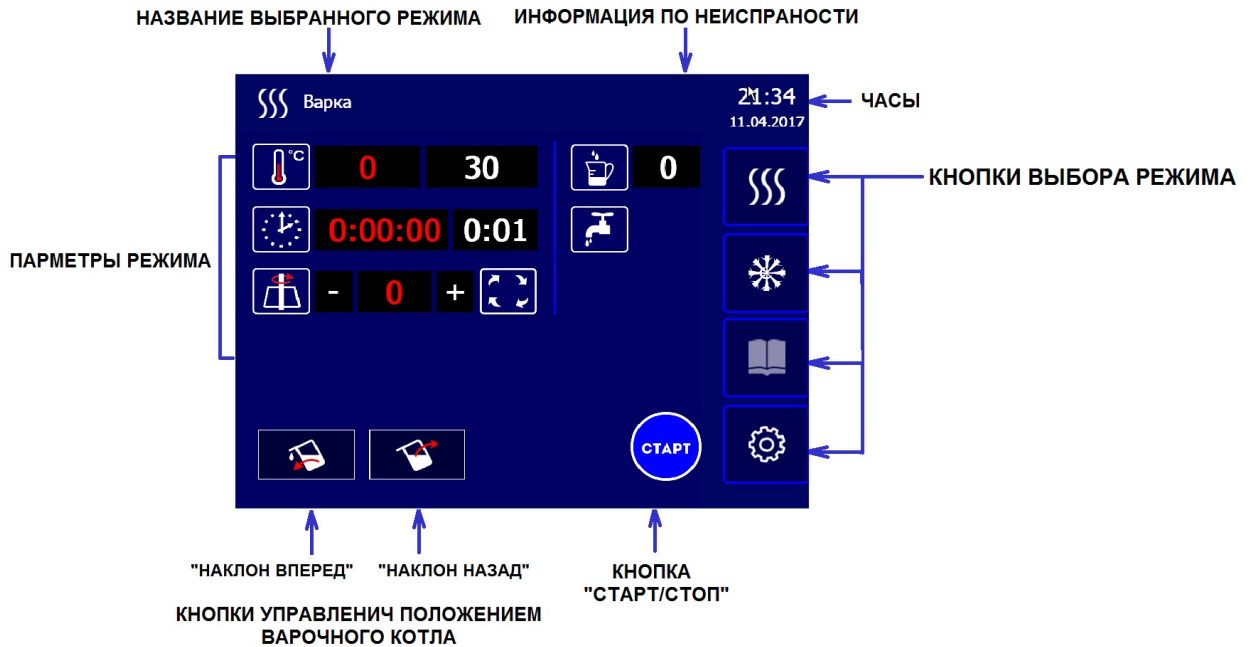 НАЗВАНИЕ ВЫБРАННОГО РЕЖИМА
ИНФОРМАЦИЯ ПО НЕИСПРАНОСТИ
Варка
21:34
11.04.2017
ЧАСЫ
°C
0
30
0
КНОПКИ ВЫБОРА РЕЖИМА
0:00:00
0:01
ПАРМЕТРЫ РЕЖИМА
-
0
+
СТАРТ
"НАКЛОН ВПЕРЕД"
"НАКЛОН НАЗАД"
КНОПКИ УПРАВЛЕНИЧ ПОЛОЖЕНИЕМ
ВАРОЧНОГО КОТЛА
КНОПКА
"СТАРТ/СТОП"